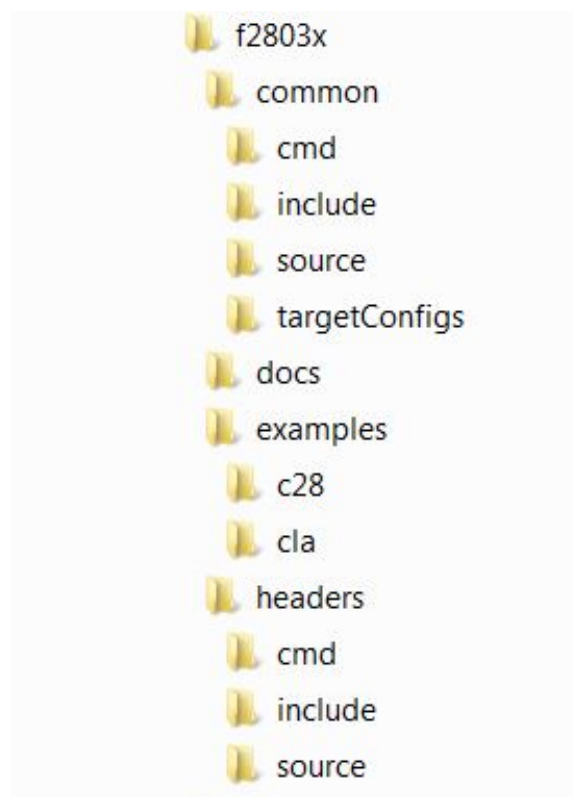 f2803x
common
cmd
include
source
targetConfigs
docs
examples
c28
cla
headers
cmd
include
source